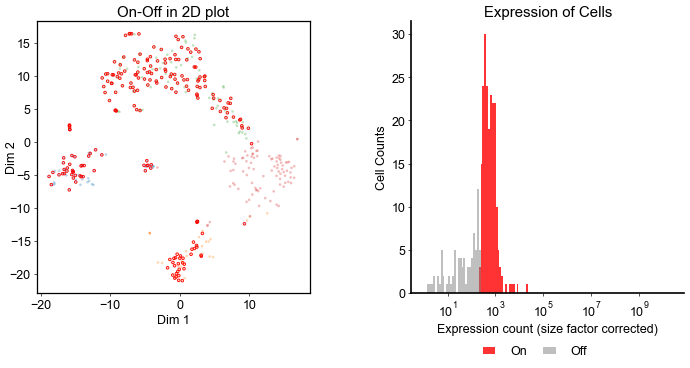 On-Off in 2D plot
15
10
5
0
−5
−10
−15
−20
Dim 2
−20 −10 0 10
Dim 1
Expression of Cells
30
25
20
15
10
5
0
Cell Counts
10^1 10^3 10^5 10^7 10^9
Expression count (size factor corrected)
On Off